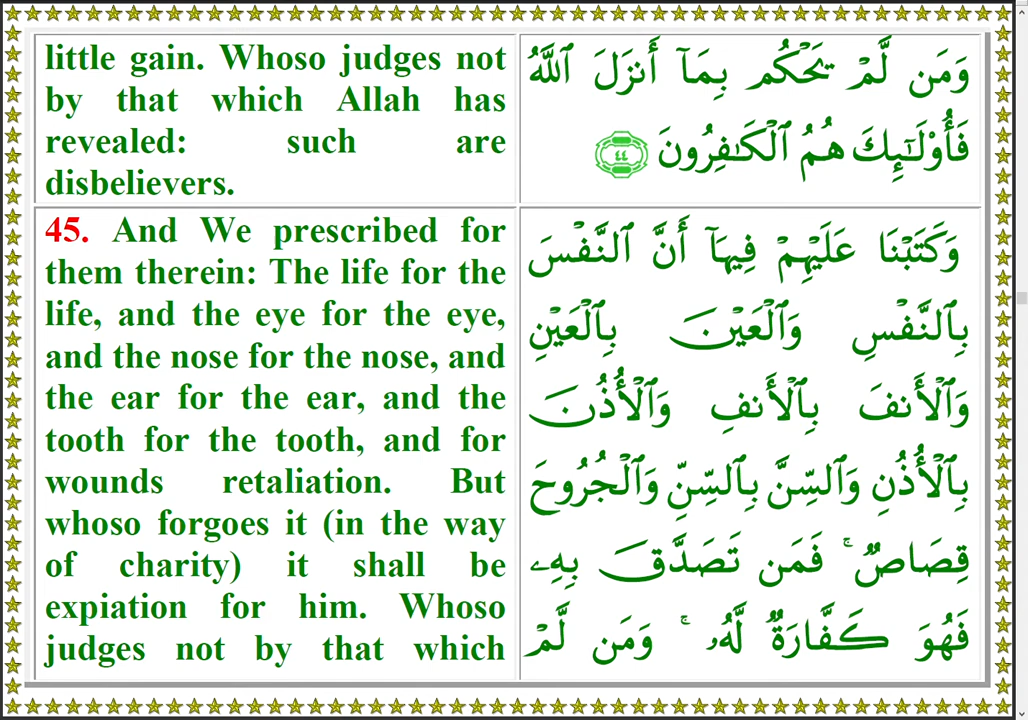 little gain. Whoso judges not
by that which Allah has
revealed: such are
disbelievers.
وَمَن لَّمْ يَحْكُم بِمَآ أَنزَلَ ٱللَّهُ
فَأُو۟لَـٰٓئِكَ هُمُ ٱلْكَـٰفِرُونَ ٤٤
45. And We prescribed for
them therein: The life for the
life, and the eye for the eye,
and the nose for the nose, and
the ear for the ear, and the
tooth for the tooth, and for
wounds retaliation. But
whoso forgoes it (in the way
of charity) it shall be
expiation for him. Whoso
judges not by that which
وَكَتَبْنَا عَلَيْهِمْ فِيهَآ أَنَّ ٱلنَّفْسَ
بِٱلنَّفْسِ وَٱلْعَيْنَ بِٱلْعَيْنِ
وَٱلْأَنفَ بِٱلْأَنفِ وَٱلْأُذُنَ
بِٱلْأُذُنِ وَٱلسِّنَّ بِٱلسِّنِّ وَٱلْجُرُوحَ
قِصَاصٌ ۚ فَمَن تَصَدَّقَ بِهِۦ
فَهُوَ كَفَّارَةٌ لَّهُۥ ۚ وَمَن لَّمْ